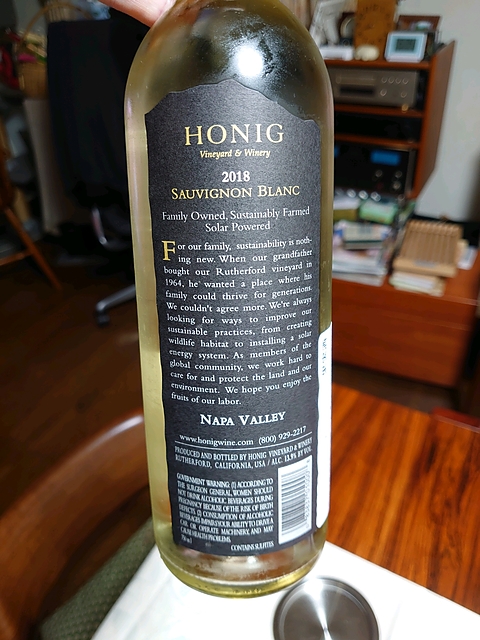 HONIG
Vineyard & Winery
2018
SAUVIGNON BLANC
Family Owned, Sustainably Farmed
Solar Powered
For our family, sustainability is noth-
ing new. When our grandfather
bought our Rutherford vineyard in
1964, he wanted a place where his
family could thrive for generations.
We couldn't agree more. We're always
looking for ways to improve our
sustainable practices, from creating
wildlife habitat to installing a solar
energy system. As members of the
global community, we work hard to
care for and protect the land and our
environment. We hope you enjoy the
fruits of our labor.
NAPA VALLEY
www.honigwine.com (800) 929-2217
PRODUCED AND BOTTLED BY HONIG VINEYARD & WINERY
RUTHERFORD, CALIFORNIA, USA / ALC. 13.9% BY VOL.
GOVERNMENT WARNING: (1) ACCORDING TO
THE SURGEON GENERAL, WOMEN SHOULD
NOT DRINK ALCOHOLIC BEVERAGES DURING
PREGNANCY BECAUSE OF THE RISK OF BIRTH
DEFECTS. (2) CONSUMPTION OF ALCOHOLIC
BEVERAGES IMPAIRS YOUR ABILITY TO DRIVE A
CAR OR OPERATE MACHINERY, AND MAY
CAUSE HEALTH PROBLEMS.
750 ml CONTAINS SULFITES